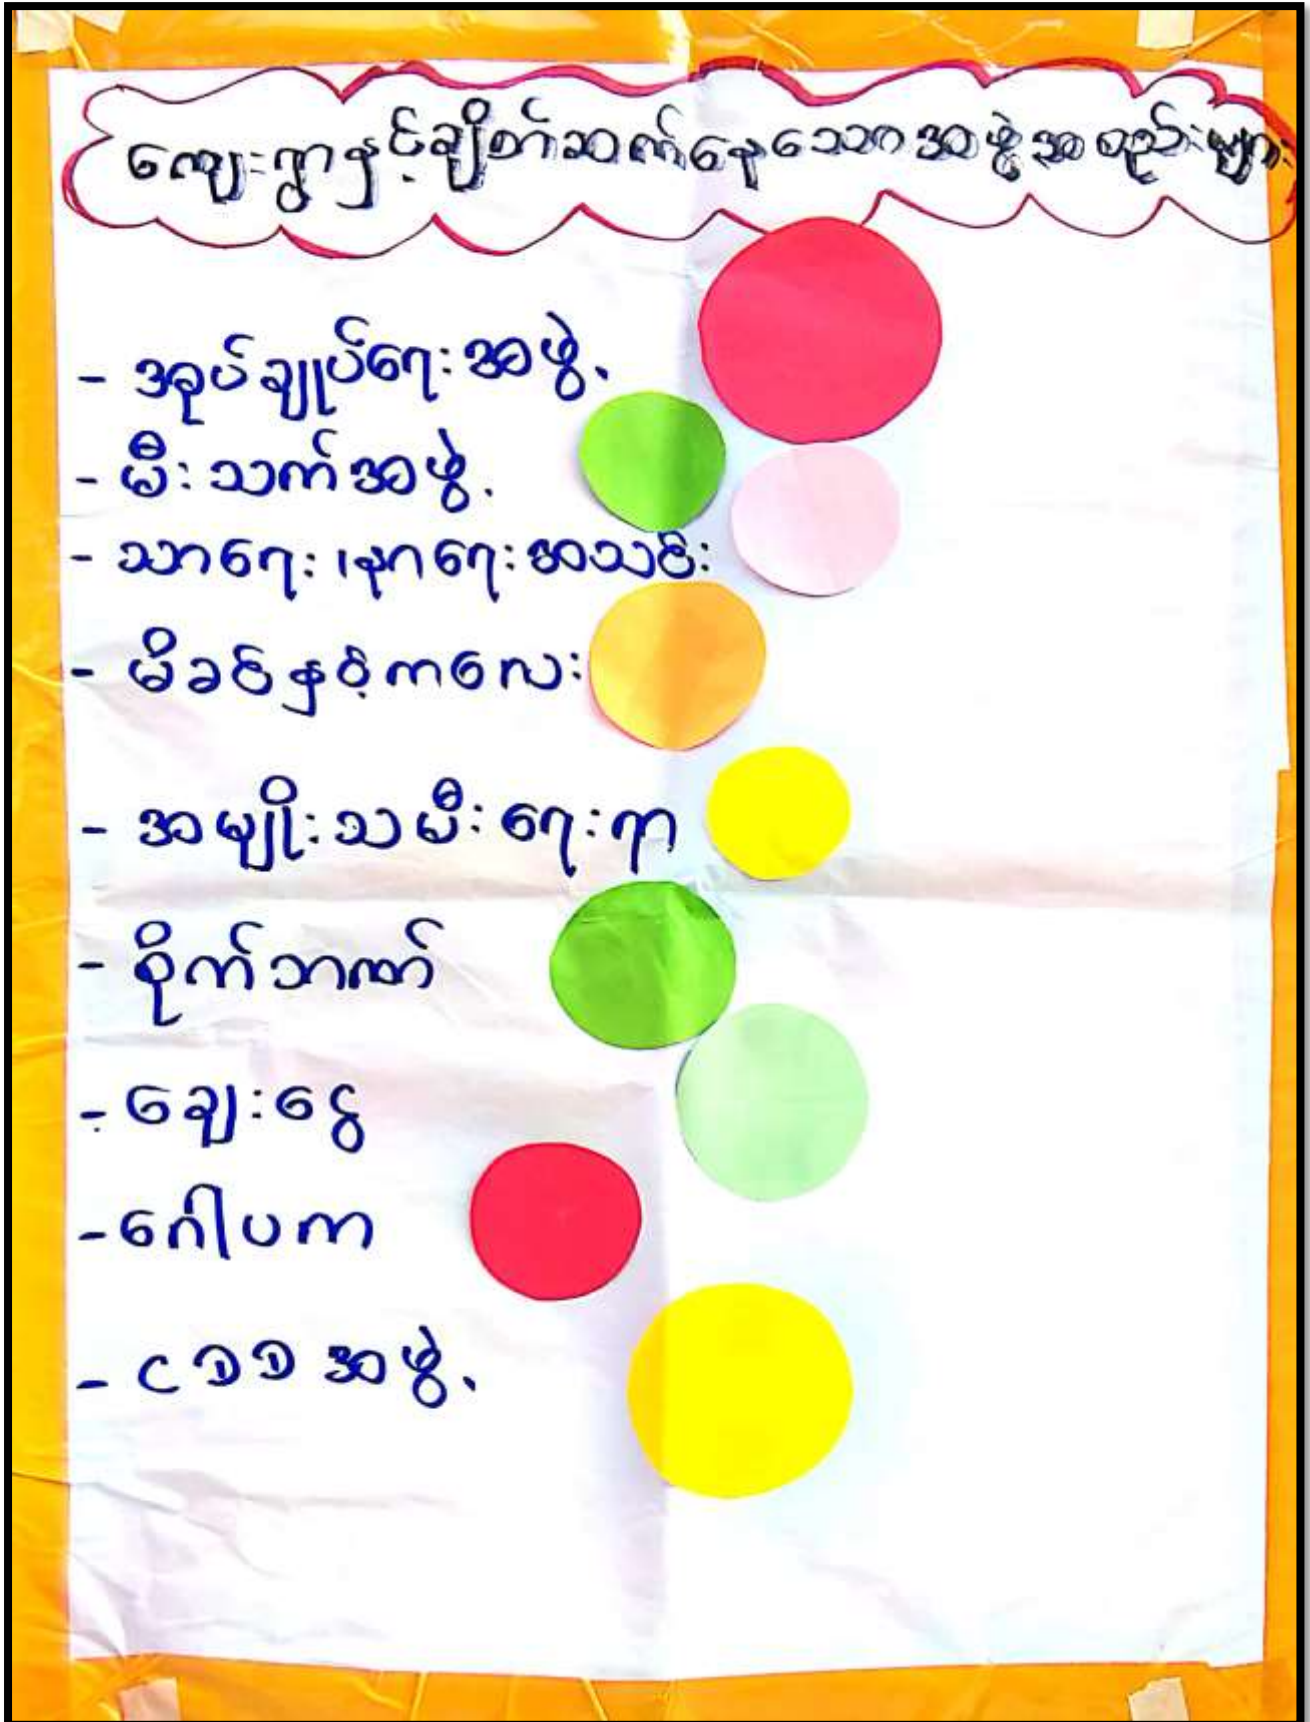 ကျေးရွာနှင့်ချိတ်ဆက်နေသောအဖွဲ့အစည်းများ
- အုပ်ချုပ်ရေးအဖွဲ့
- မီးသတ်အဖွဲ့
- သာရေး၊နာရေးအသင်း
- မိခင်နှင့်ကလေး
- အမျိုးသမီးရေးရာ
- စိုက်ဘဏ်
- ချေးငွေ
- ဂေါပက
- CDD အဖွဲ့